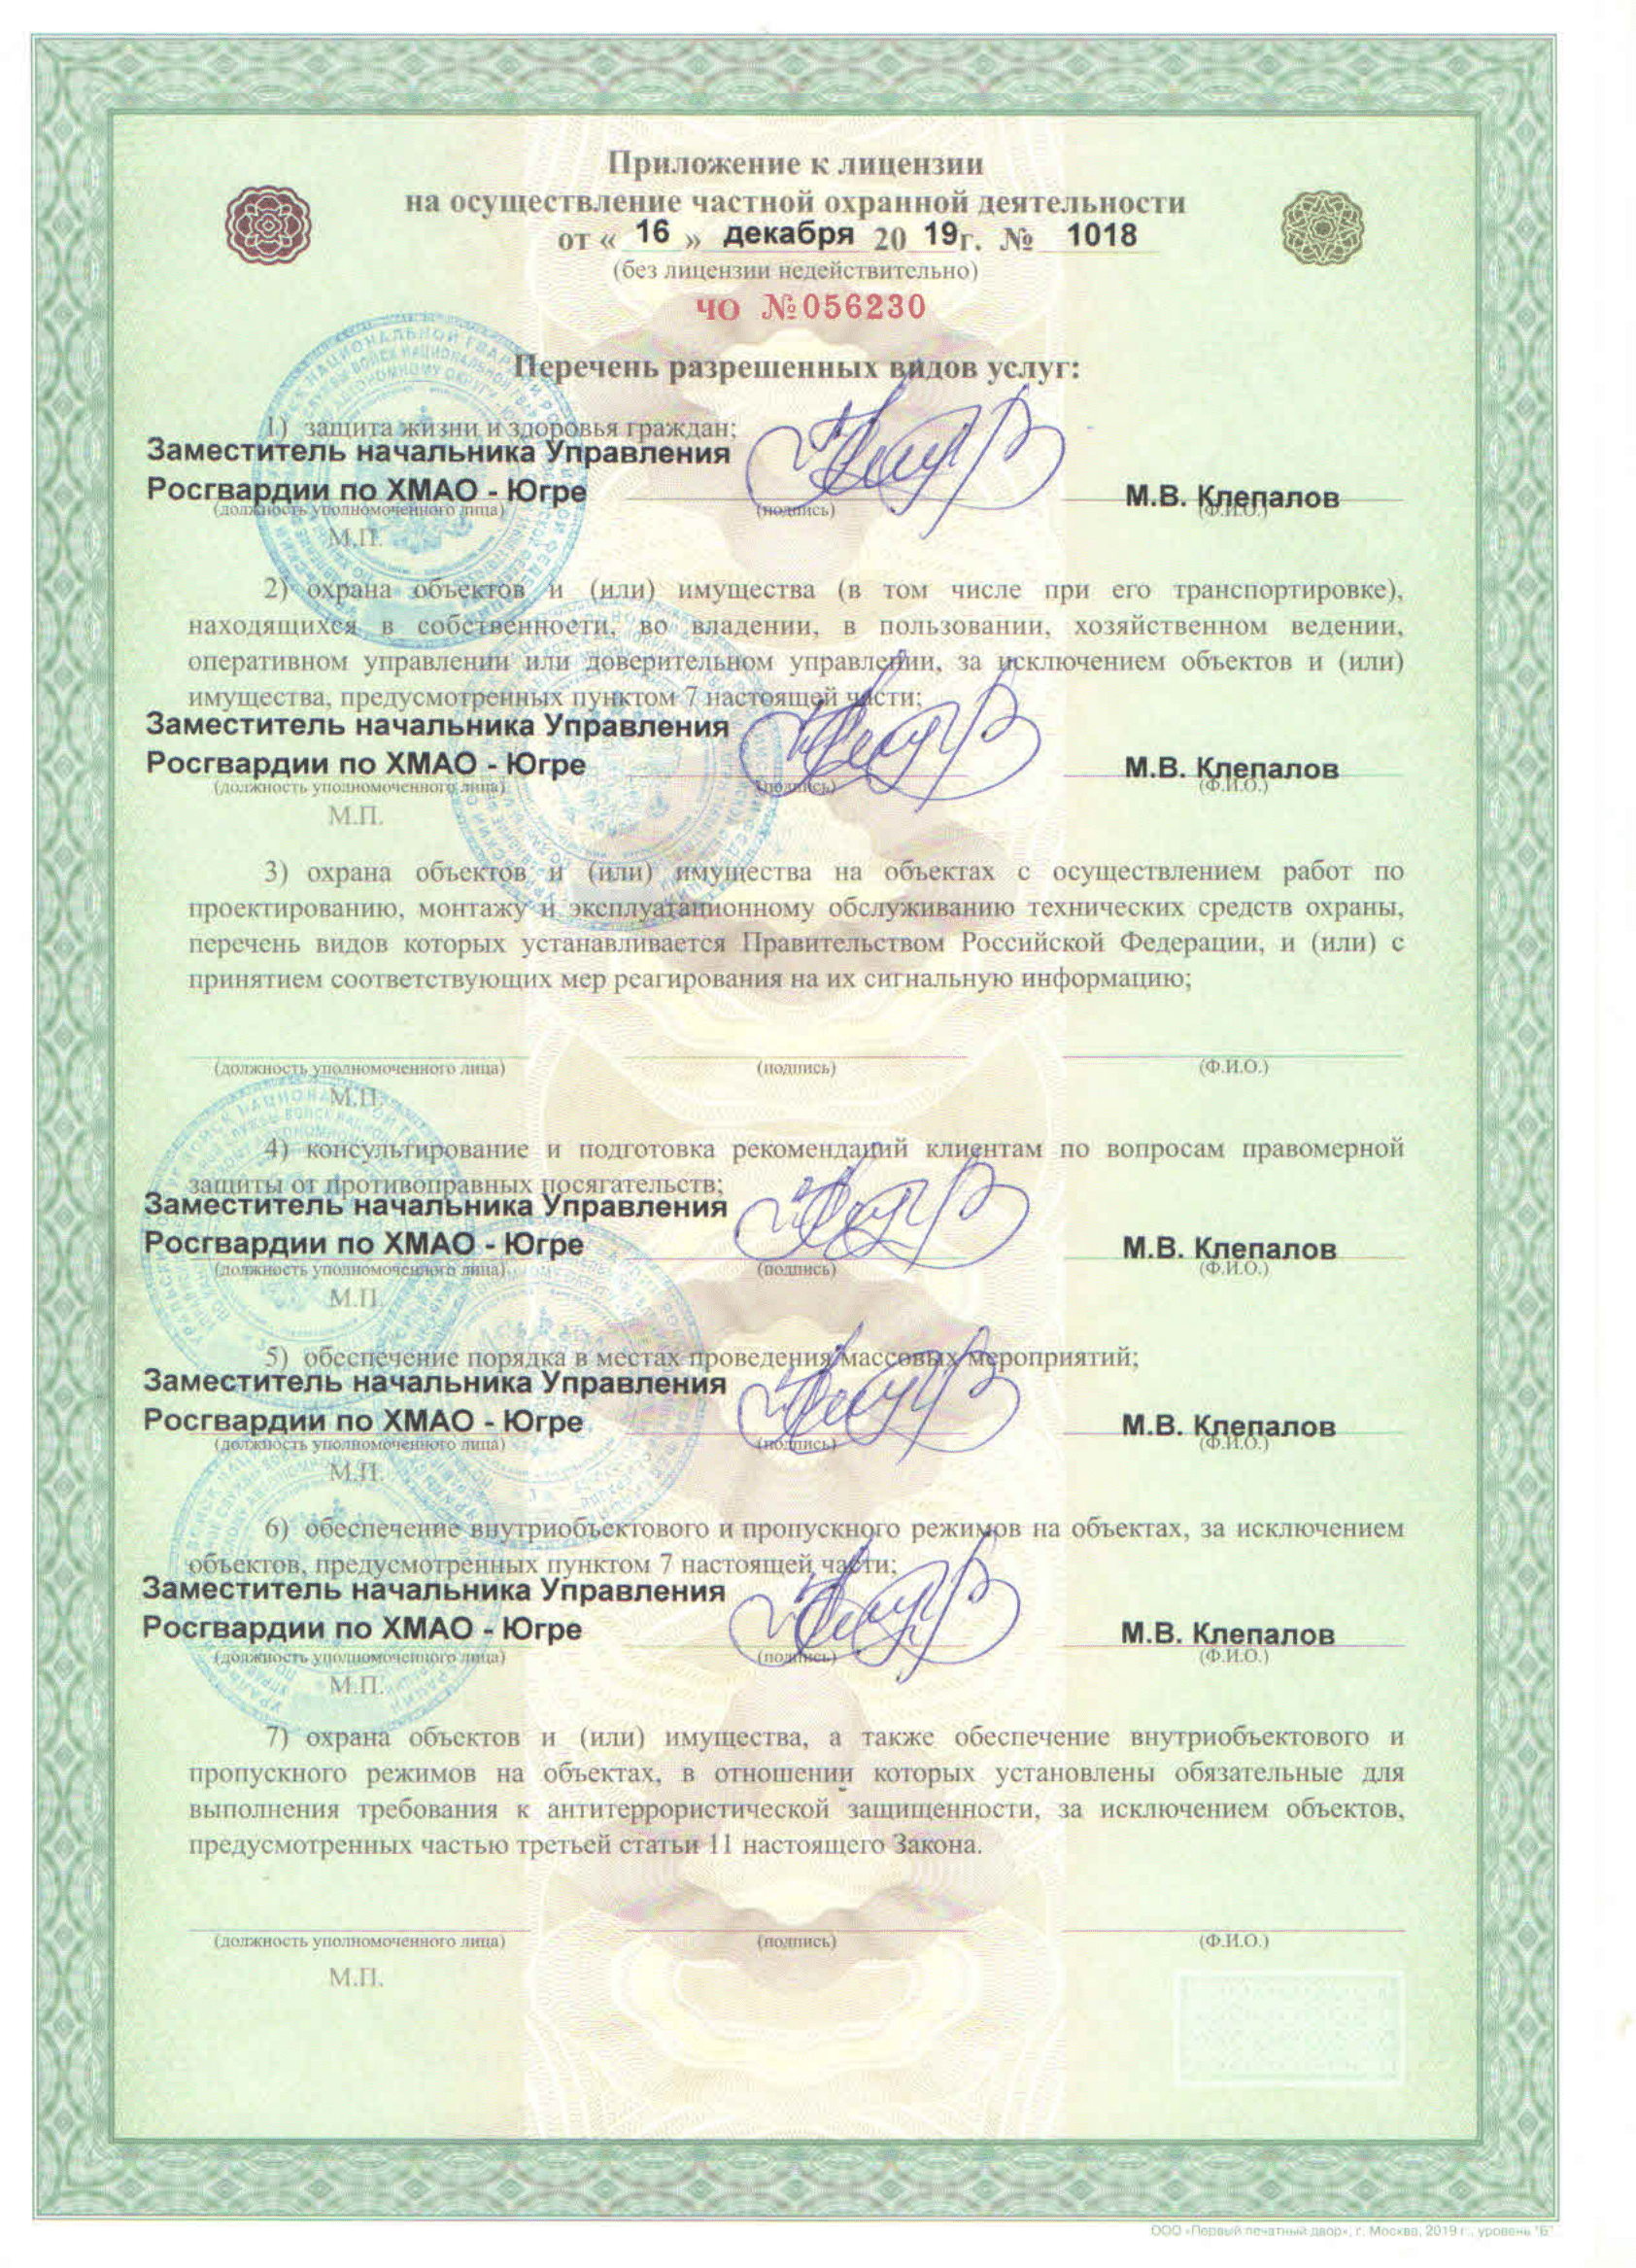 Приложение к лицензии
на осуществление частной охранной деятельности
от « 16 » декабря 20 19г. № 1018
(без лицензии недействительно)
ЧО №056230
Перечень разрешенных видов услуг:
1) защита жизни и здоровья граждан;
Заместитель начальника Управления
Росгвардии по ХМАО - Югре М.В. Клепалов
(должность уполномоченного лица) (подпись) (Ф.И.О.)
М.П.
2) охрана объектов и (или) имущества (в том числе при его транспортировке),
находящихся в собственности, во владении, в пользовании, хозяйственном ведении,
оперативном управлении или доверительном управлении, за исключением объектов и (или)
имущества, предусмотренных пунктом 7 настоящей части;
Заместитель начальника Управления
Росгвардии по ХМАО - Югре М.В. Клепалов
(должность уполномоченного лица) (подпись) (Ф.И.О.)
М.П.
3) охрана объектов и (или) имущества на объектах с осуществлением работ по
проектированию, монтажу и эксплуатационному обслуживанию технических средств охраны,
перечень видов которых устанавливается Правительством Российской Федерации, и (или) с
принятием соответствующих мер реагирования на их сигнальную информацию;
(должность уполномоченного лица) (подпись) (Ф.И.О.)
М.П.
4) консультирование и подготовка рекомендаций клиентам по вопросам правомерной
защиты от противоправных посягательств;
Заместитель начальника Управления
Росгвардии по ХМАО - Югре М.В. Клепалов
(должность уполномоченного лица) (подпись) (Ф.И.О.)
М.П.
5) обеспечение порядка в местах проведения массовых мероприятий;
Заместитель начальника Управления
Росгвардии по ХМАО - Югре М.В. Клепалов
(должность уполномоченного лица) (подпись) (Ф.И.О.)
М.П.
6) обеспечение внутриобъектового и пропускного режимов на объектах, за исключением
объектов, предусмотренных пунктом 7 настоящей части;
Заместитель начальника Управления
Росгвардии по ХМАО - Югре М.В. Клепалов
(должность уполномоченного лица) (подпись) (Ф.И.О.)
М.П.
7) охрана объектов и (или) имущества, а также обеспечение внутриобъектового и
пропускного режимов на объектах, в отношении которых установлены обязательные для
выполнения требования к антитеррористической защищенности, за исключением объектов,
предусмотренных частью третьей статьи 11 настоящего Закона.
(должность уполномоченного лица) (подпись) (Ф.И.О.)
М.П.
ООО «Первый печатный двор», г. Москва, 2019 г., уровень "Б"